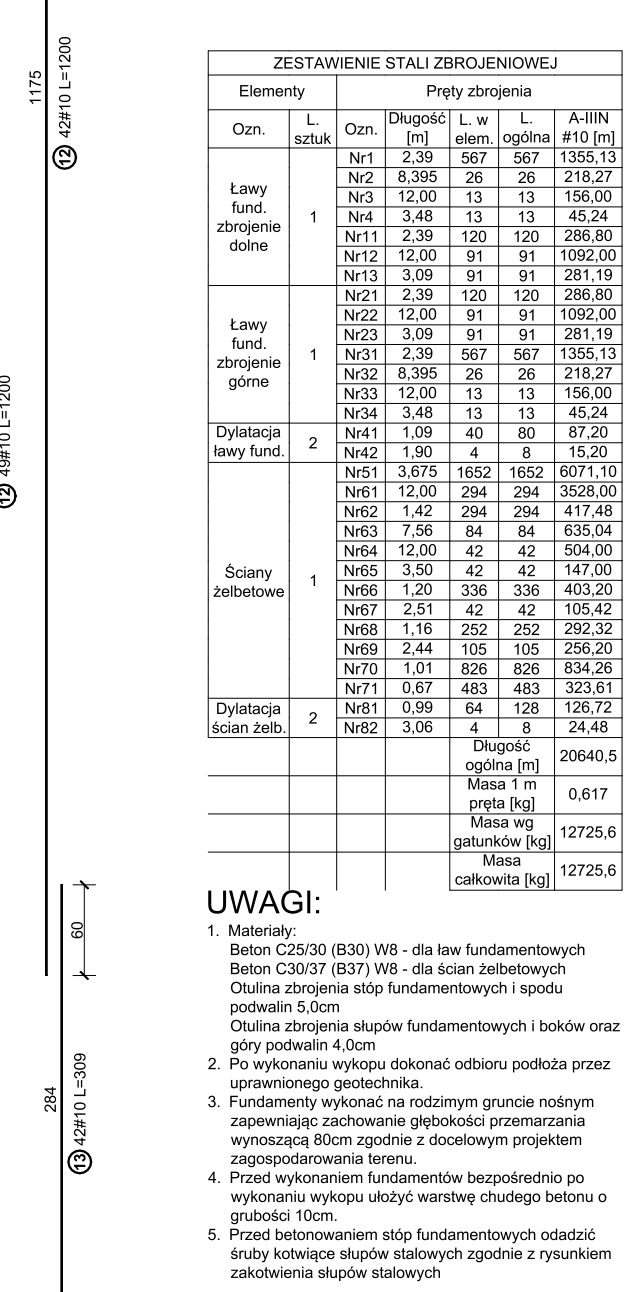 1175
12 42#10 L=1200
12 49#10 L=1200
60
284
13 42#10 L=309
ZESTAWIENIE STALI ZBROJENIOWEJ
Elementy Pręty zbrojenia
Ozn. L. sztuk Ozn. Długość [m] L. w elem. L. ogólna A-IIIN #10 [m]
Ławy fund. zbrojenie dolne 1
Nr1 2,39 567 567 1355,13
Nr2 8,395 26 26 218,27
Nr3 12,00 13 13 156,00
Nr4 3,48 13 13 45,24
Nr11 2,39 120 120 286,80
Nr12 12,00 91 91 1092,00
Nr13 3,09 91 91 281,19
Ławy fund. zbrojenie górne 1
Nr21 2,39 120 120 286,80
Nr22 12,00 91 91 1092,00
Nr23 3,09 91 91 281,19
Nr31 2,39 567 567 1355,13
Nr32 8,395 26 26 218,27
Nr33 12,00 13 13 156,00
Nr34 3,48 13 13 45,24
Dylatacja ławy fund. 2
Nr41 1,09 40 80 87,20
Nr42 1,90 4 8 15,20
Ściany żelbetowe 1
Nr51 3,675 1652 1652 6071,10
Nr61 12,00 294 294 3528,00
Nr62 1,42 294 294 417,48
Nr63 7,56 84 84 635,04
Nr64 12,00 42 42 504,00
Nr65 3,50 42 42 147,00
Nr66 1,20 336 336 403,20
Nr67 2,51 42 42 105,42
Nr68 1,16 252 252 292,32
Nr69 2,44 105 105 256,20
Nr70 1,01 826 826 834,26
Nr71 0,67 483 483 323,61
Dylatacja ścian żelb. 2
Nr81 0,99 64 128 126,72
Nr82 3,06 4 8 24,48
Długość ogólna [m] 20640,5
Masa 1 m pręta [kg] 0,617
Masa wg gatunków [kg] 12725,6
Masa całkowita [kg] 12725,6
UWAGI:
1. Materiały:
Beton C25/30 (B30) W8 - dla ław fundamentowych
Beton C30/37 (B37) W8 - dla ścian żelbetowych
Otulina zbrojenia stóp fundamentowych i spodu
podwalin 5,0cm
Otulina zbrojenia słupów fundamentowych i boków oraz
góry podwalin 4,0cm
2. Po wykonaniu wykopu dokonać odbioru podłoża przez
uprawnionego geotechnika.
3. Fundamenty wykonać na rodzimym gruncie nośnym
zapewniając zachowanie głębokości przemarzania
wynoszącą 80cm zgodnie z docelowym projektem
zagospodarowania terenu.
4. Przed wykonaniem fundamentów bezpośrednio po
wykonaniu wykopu ułożyć warstwę chudego betonu o
grubości 10cm.
5. Przed betonowaniem stóp fundamentowych odadzić
śruby kotwiące słupów stalowych zgodnie z rysunkiem
zakotwienia słupów stalowych